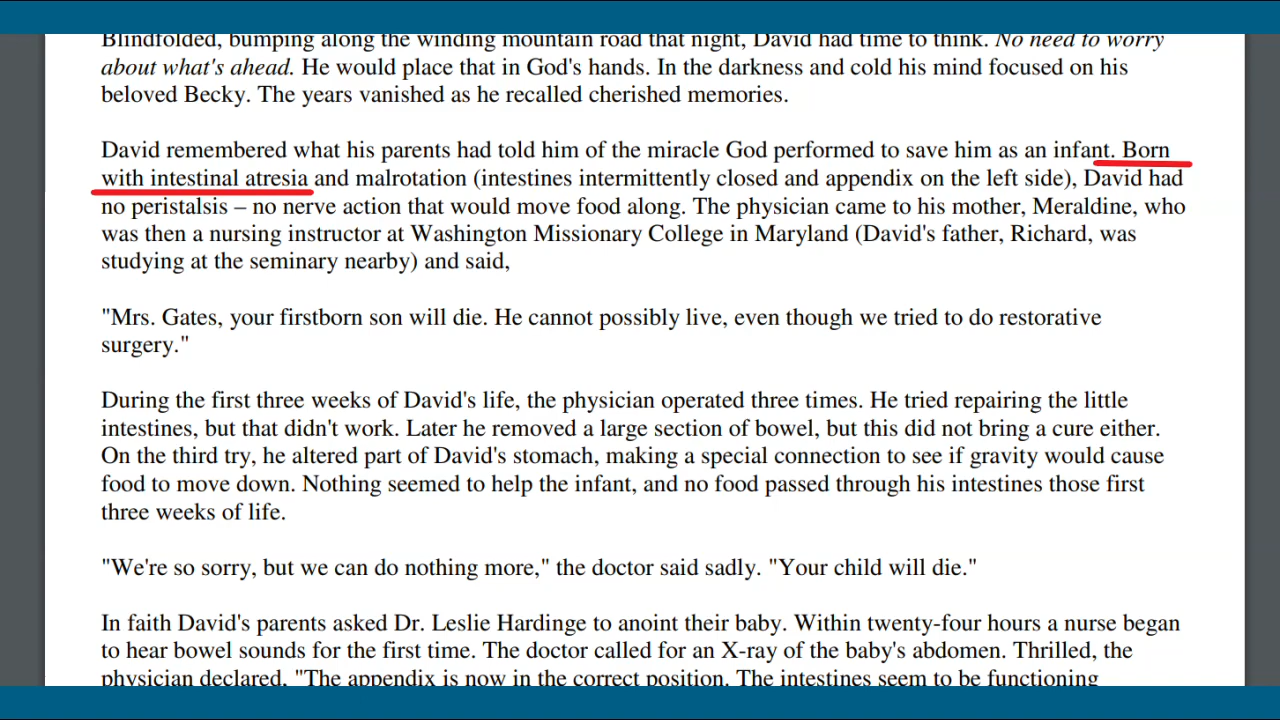 Blindfolded, bumping along the winding mountain road that night, David had time to think. No need to worry
about what's ahead. He would place that in God's hands. In the darkness and cold his mind focused on his
beloved Becky. The years vanished as he recalled cherished memories.
David remembered what his parents had told him of the miracle God performed to save him as an infant. Born
with intestinal atresia and malrotation (intestines intermittently closed and appendix on the left side), David had
no peristalsis – no nerve action that would move food along. The physician came to his mother, Meraldine, who
was then a nursing instructor at Washington Missionary College in Maryland (David's father, Richard, was
studying at the seminary nearby) and said,
"Mrs. Gates, your firstborn son will die. He cannot possibly live, even though we tried to do restorative
surgery."
During the first three weeks of David's life, the physician operated three times. He tried repairing the little
intestines, but that didn't work. Later he removed a large section of bowel, but this did not bring a cure either.
On the third try, he altered part of David's stomach, making a special connection to see if gravity would cause
food to move down. Nothing seemed to help the infant, and no food passed through his intestines those first
three weeks of life.
"We're so sorry, but we can do nothing more," the doctor said sadly. "Your child will die."
In faith David's parents asked Dr. Leslie Hardinge to anoint their baby. Within twenty-four hours a nurse began
to hear bowel sounds for the first time. The doctor called for an X-ray of the baby's abdomen. Thrilled, the
physician declared, "The appendix is now in the correct position. The intestines seem to be functioning